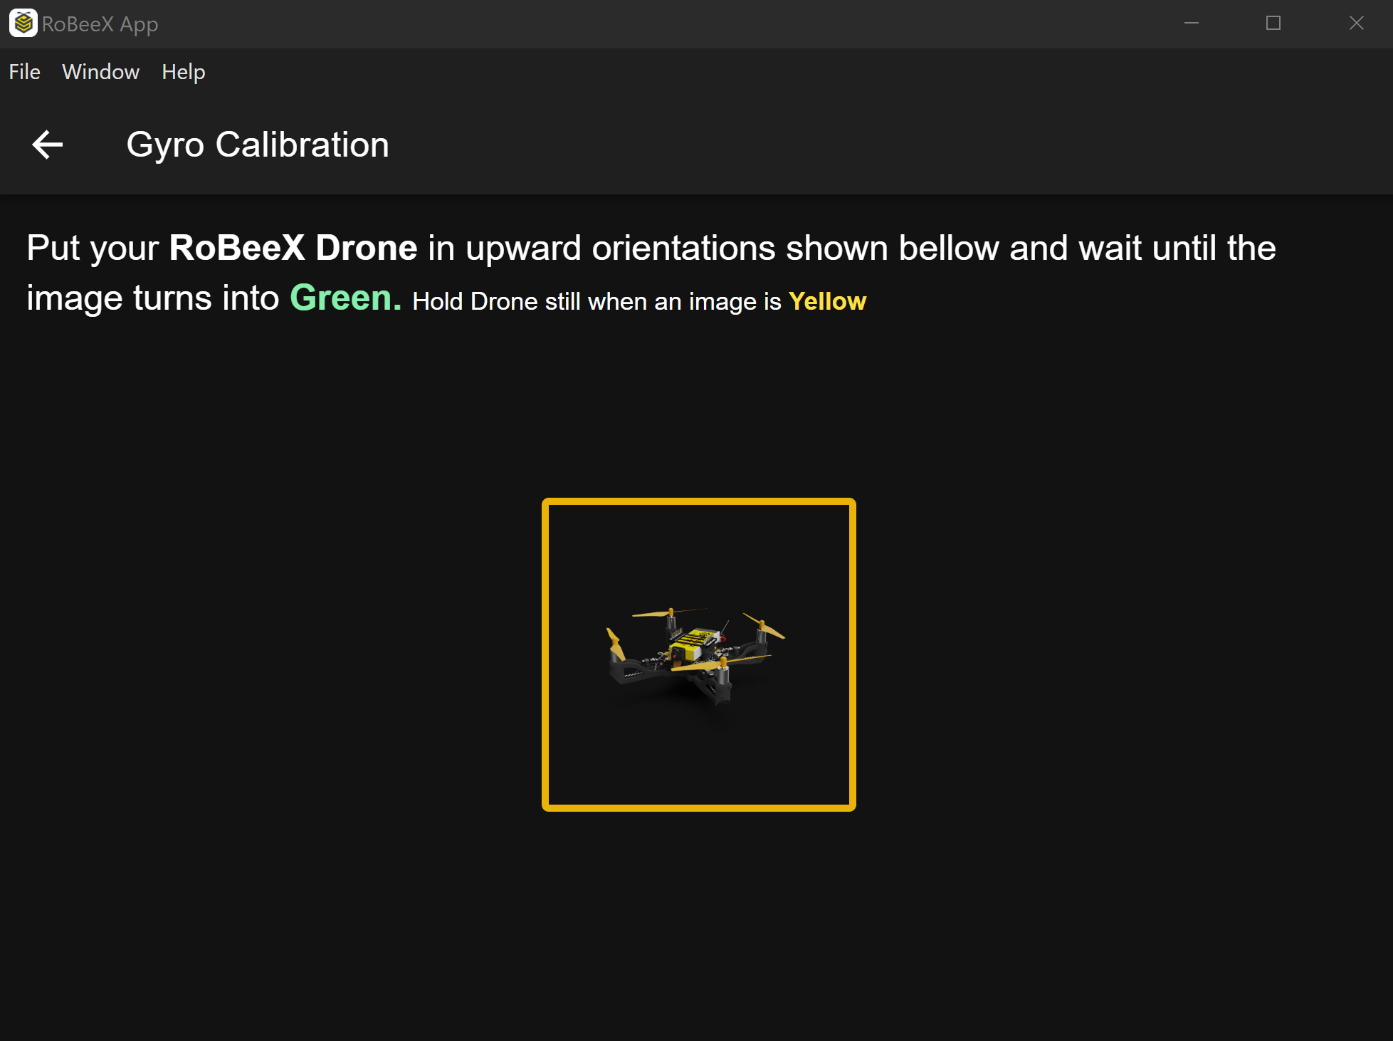 RoBeeX App
File Window Help
Gyro Calibration
Put your RoBeeX Drone in upward orientations shown bellow and wait until the
image turns into Green. Hold Drone still when an image is Yellow